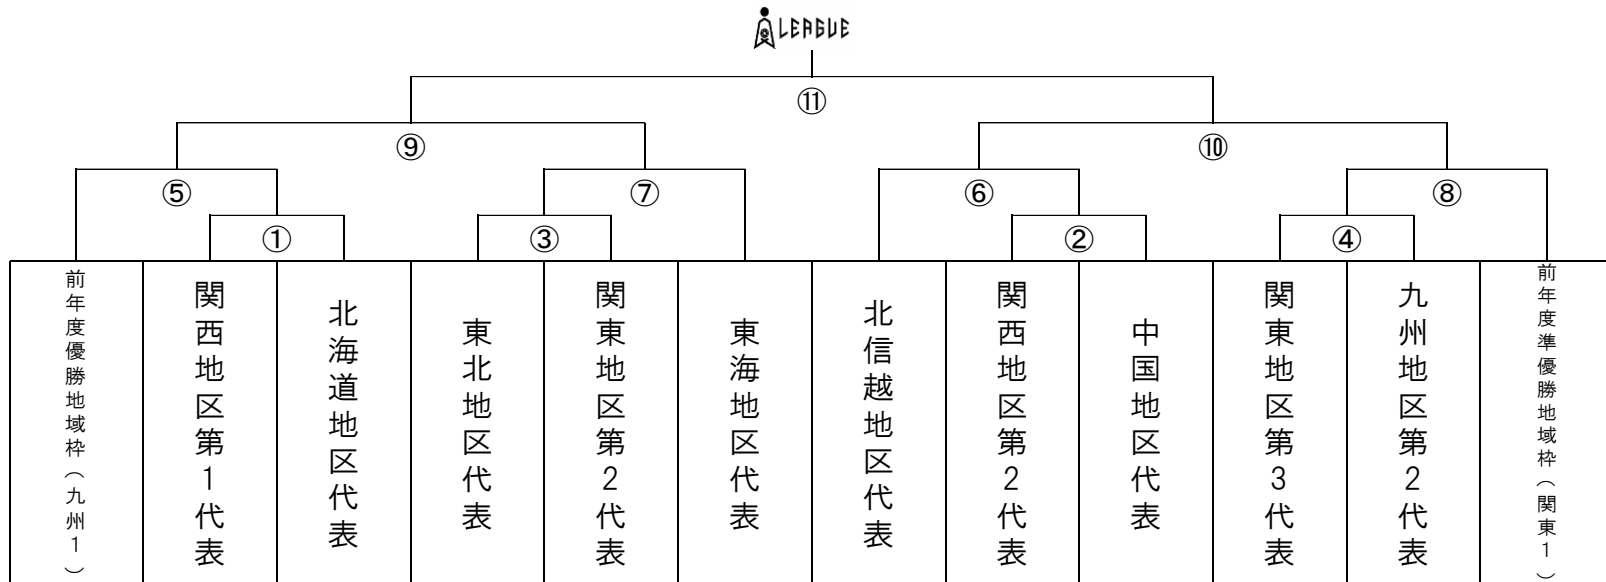 LEAGUE
⑪
⑨
⑩
⑤
⑦
⑥
⑧
①
③
②
④
前年度優勝地域枠（九州1）
関西地区第1代表
北海道地区代表
東北地区代表
関東地区第2代表
東海地区代表
北信越地区代表
関西地区第2代表
中国地区代表
関東地区第3代表
九州地区第2代表
前年度準優勝地域枠（関東1）